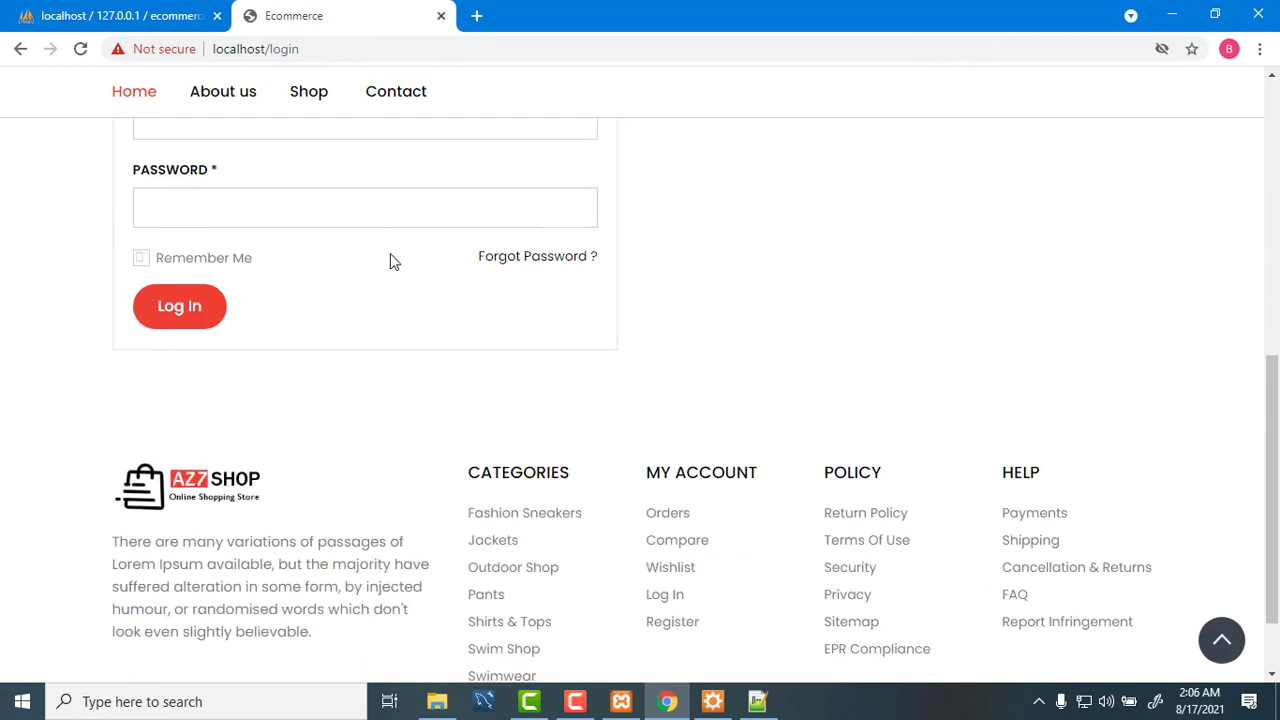 localhost / 127.0.0.1 / ecommerc
Ecommerce
Not secure
localhost/login
B
Home
About us
Shop
Contact
PASSWORD *
Remember Me
Forgot Password ?
Log In
AZ7 SHOP
Online Shopping Store
There are many variations of passages of
Lorem Ipsum available, but the majority have
suffered alteration in some form, by injected
humour, or randomised words which don't
look even slightly believable.
CATEGORIES
Fashion Sneakers
Jackets
Outdoor Shop
Pants
Shirts & Tops
Swim Shop
Swimwear
MY ACCOUNT
Orders
Compare
Wishlist
Log In
Register
POLICY
Return Policy
Terms Of Use
Security
Privacy
Sitemap
EPR Compliance
HELP
Payments
Shipping
Cancellation & Returns
FAQ
Report Infringement
Type here to search
2:06 AM
8/17/2021